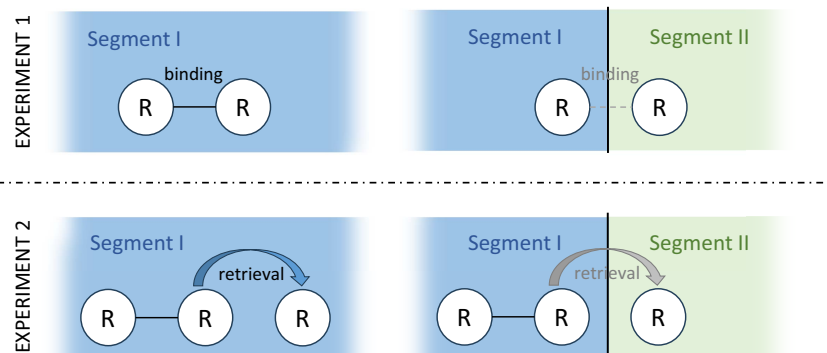 EXPERIMENT 1
Segment I
binding
R R
Segment I Segment II
binding
R R
EXPERIMENT 2
Segment I
retrieval
R R R
Segment I Segment II
retrieval
R R R